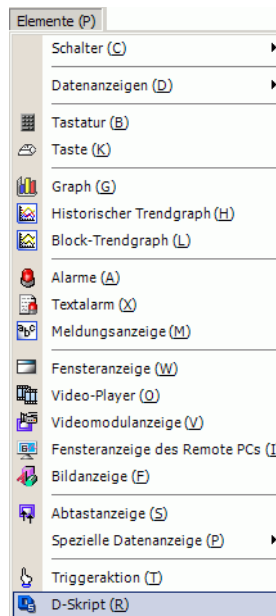 Elemente (P)
Schalter (C)
Datenanzeigen (D)
Tastatur (B)
Taste (K)
Graph (G)
Historischer Trendgraph (H)
Block-Trendgraph (L)
Alarme (A)
Textalarm (X)
Meldungsanzeige (M)
Fensteranzeige (W)
Video-Player (O)
Videomodulanzeige (V)
Fensteranzeige des Remote PCs (I
Bildanzeige (F)
Abtastanzeige (S)
Spezielle Datenanzeige (P)
Triggeraktion (T)
D-Skript (R)